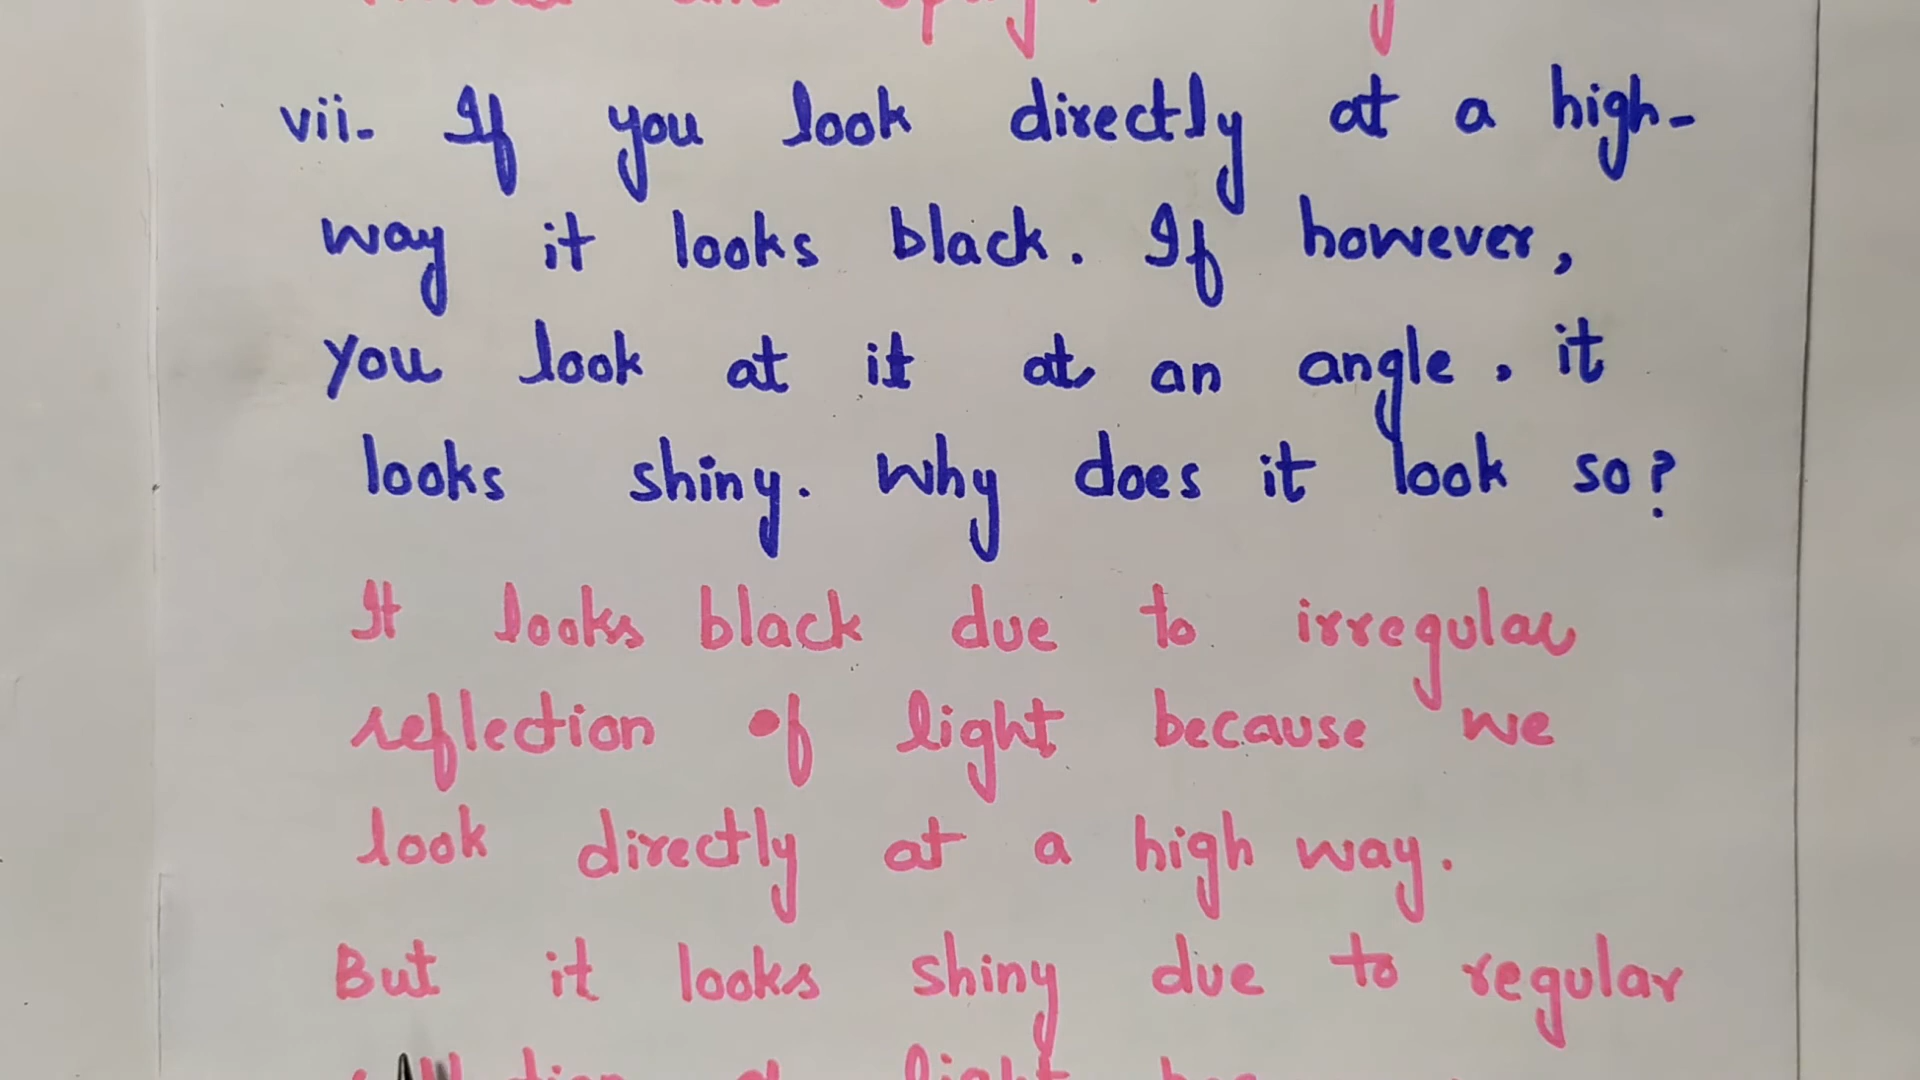 vii. If you look directly at a high-
way it looks black. If however,
you look at it at an angle, it
looks shiny. Why does it look so?
It looks black due to irregular
reflection of light because we
look directly at a high way.
But it looks shiny due to regular
light